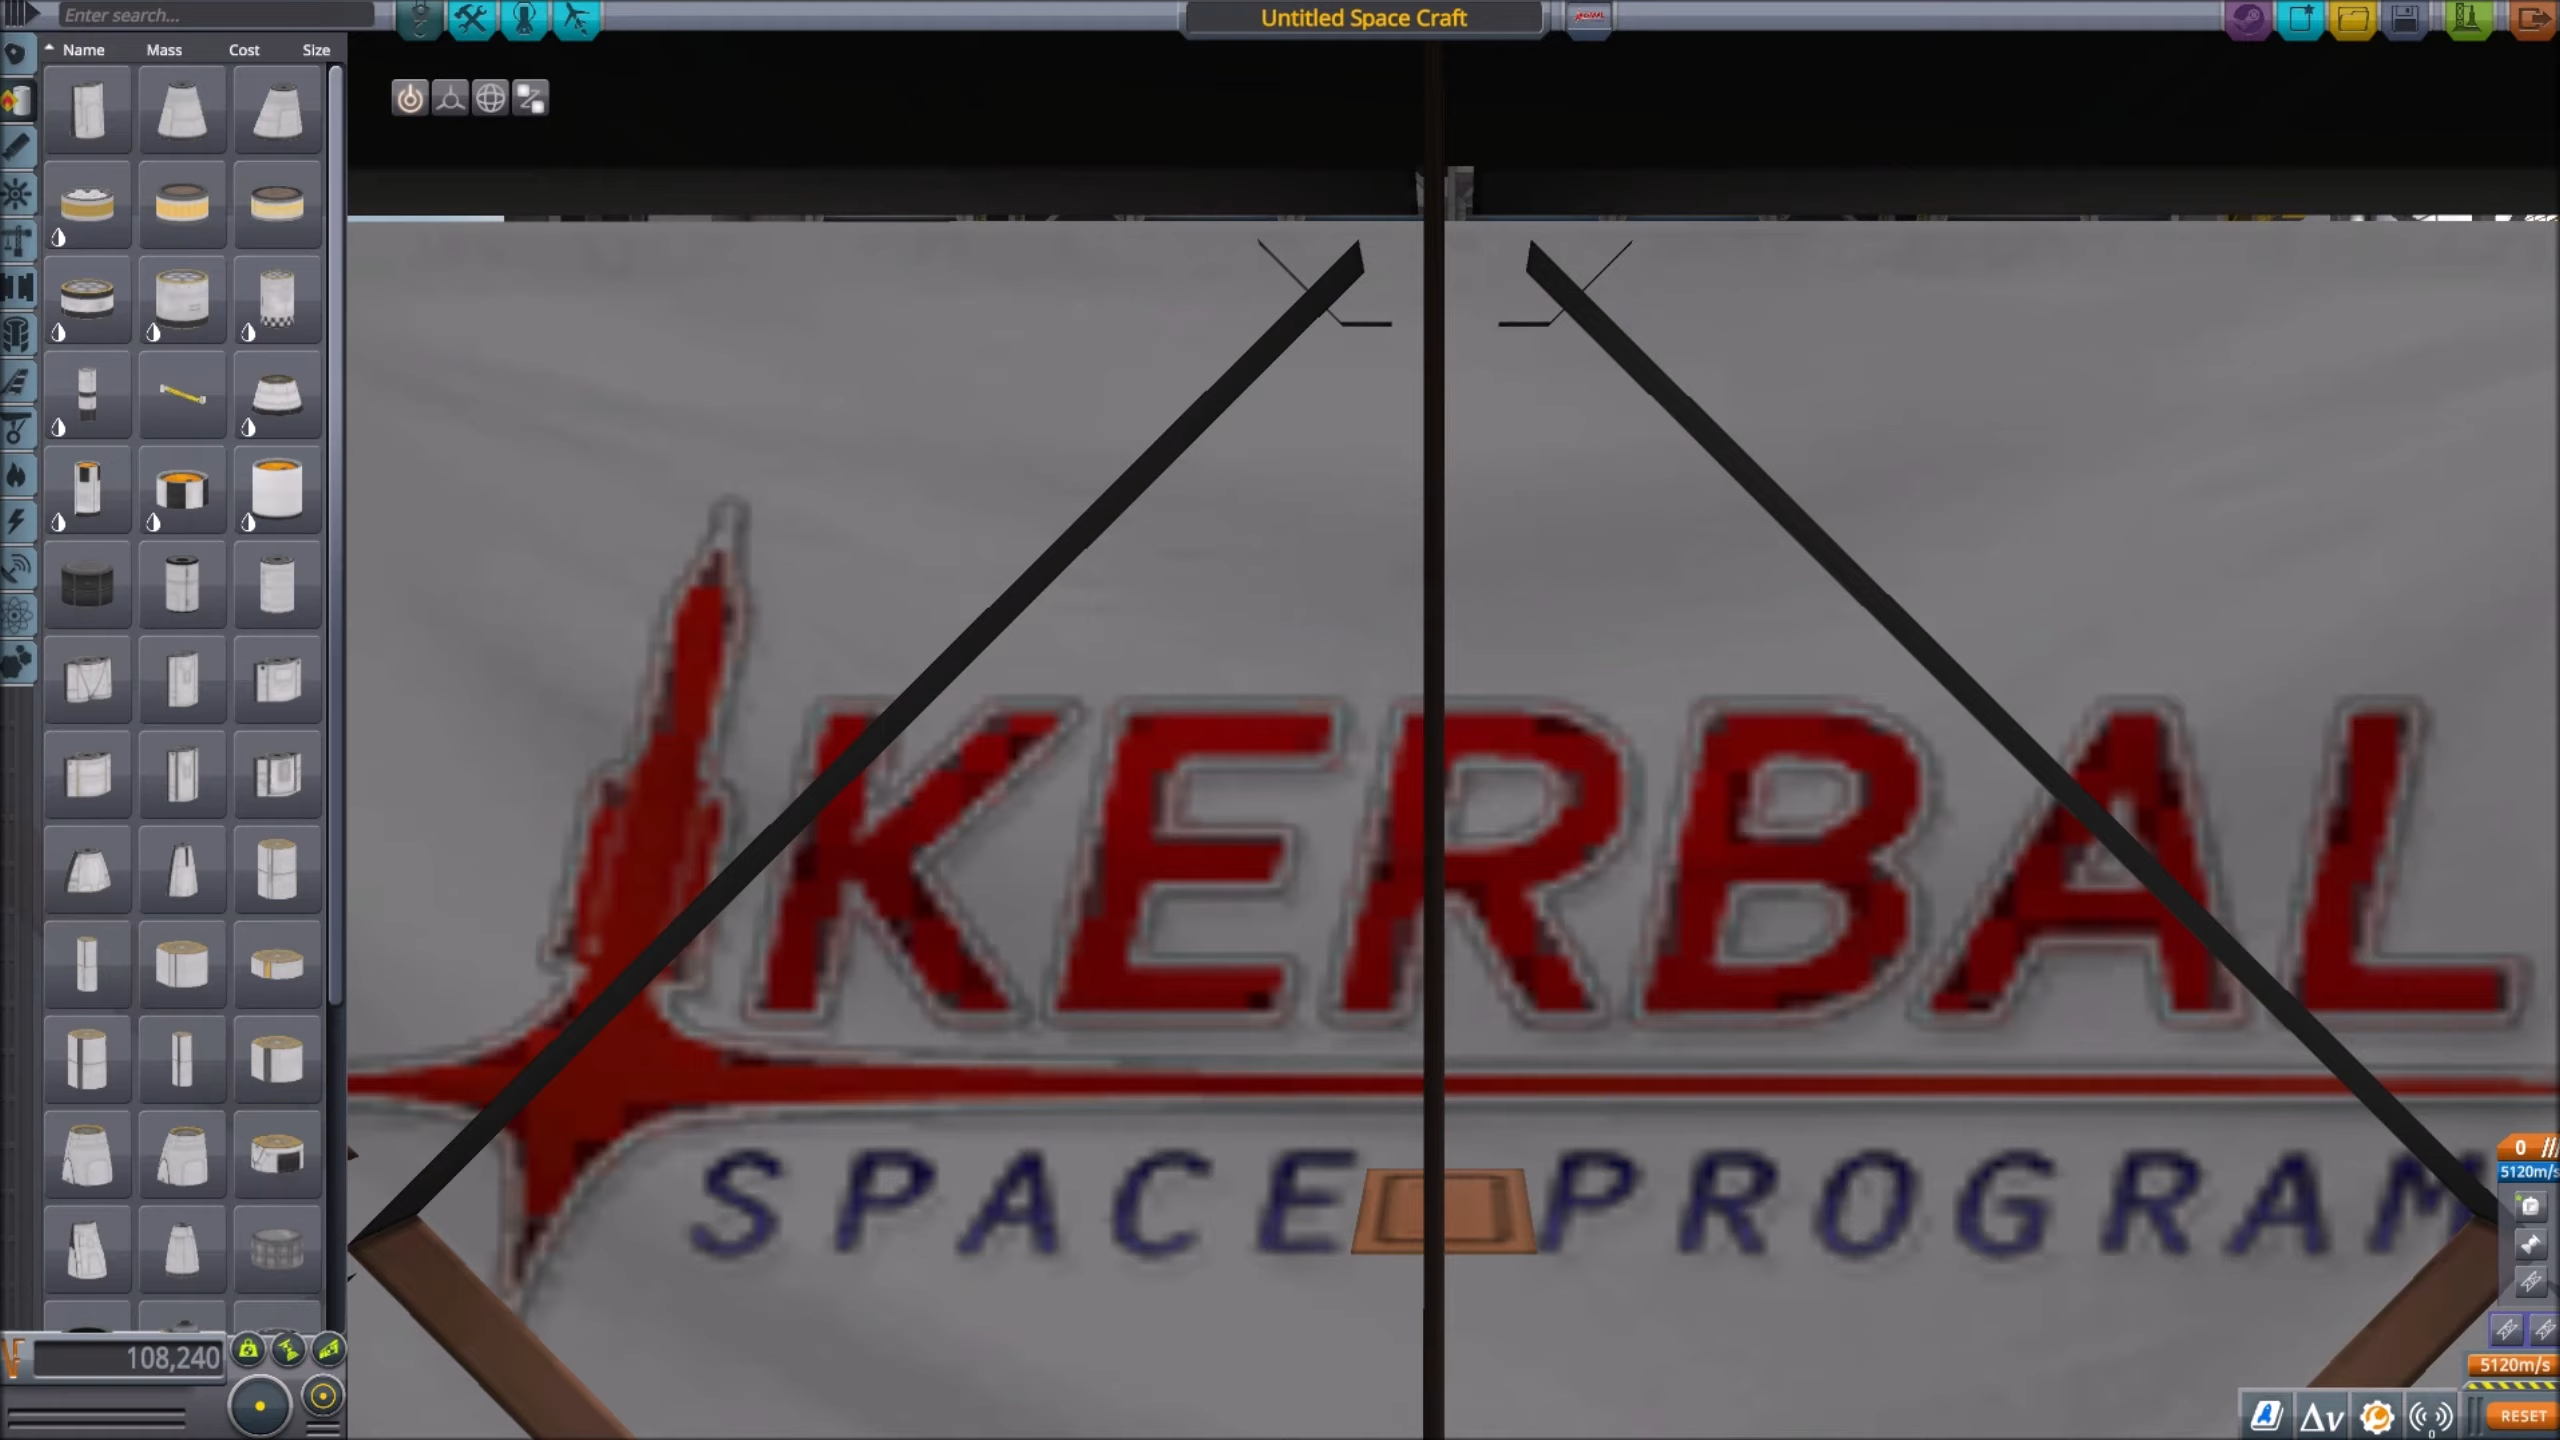 Enter search...
Untitled Space Craft
Name Mass Cost Size
KERBAL
SPACE PROGRAM
0
5120m/s
108,240
5120m/s
Δv
0
RESET